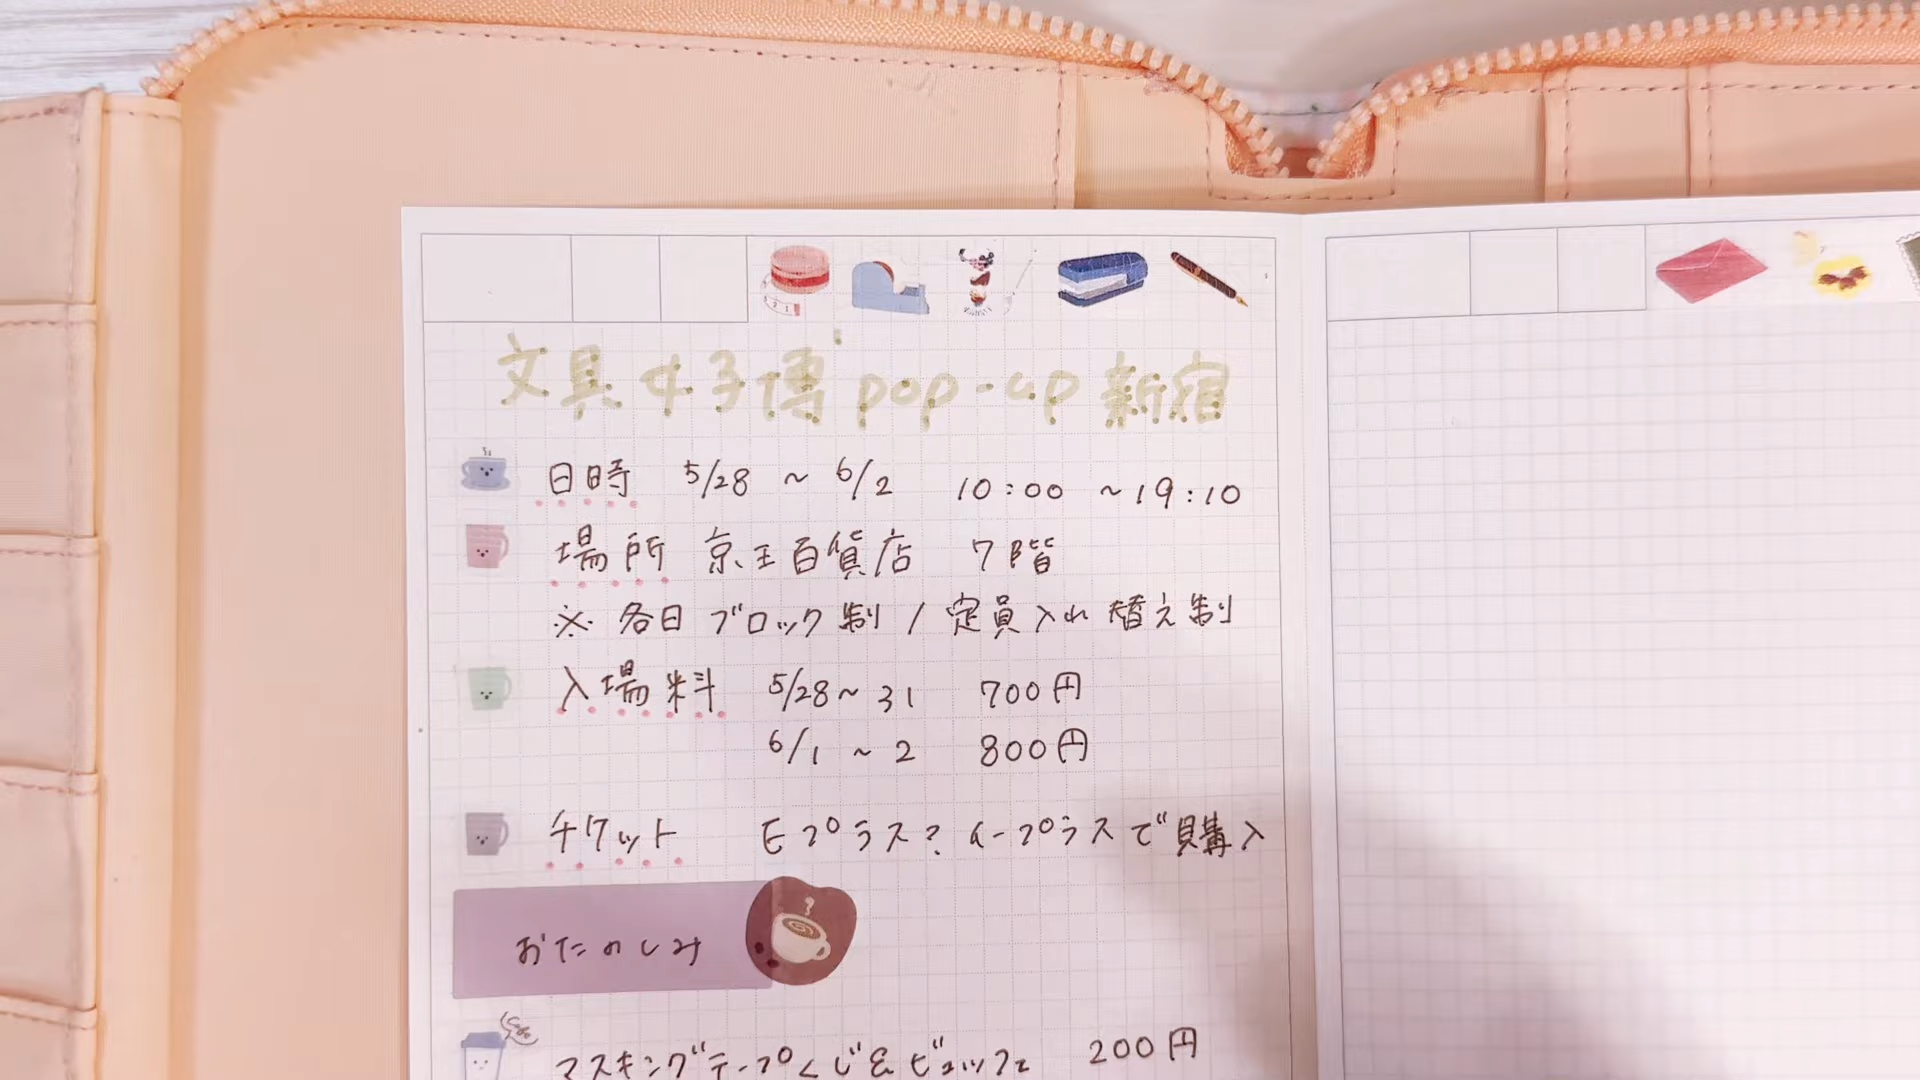 文具女子博 pop-up 新宿
日時 5/28 ~ 6/2 10:00 ~19:10
場所 京王百貨店 7階
※ 各日 ブロック制 / 定員入れ替え制
入場料 5/28~31 700円
6/1 ~ 2 800円
チケット Eプラス? イープラスで購入
おたのしみ
マスキングテープくじ&ビュッフェ 200円